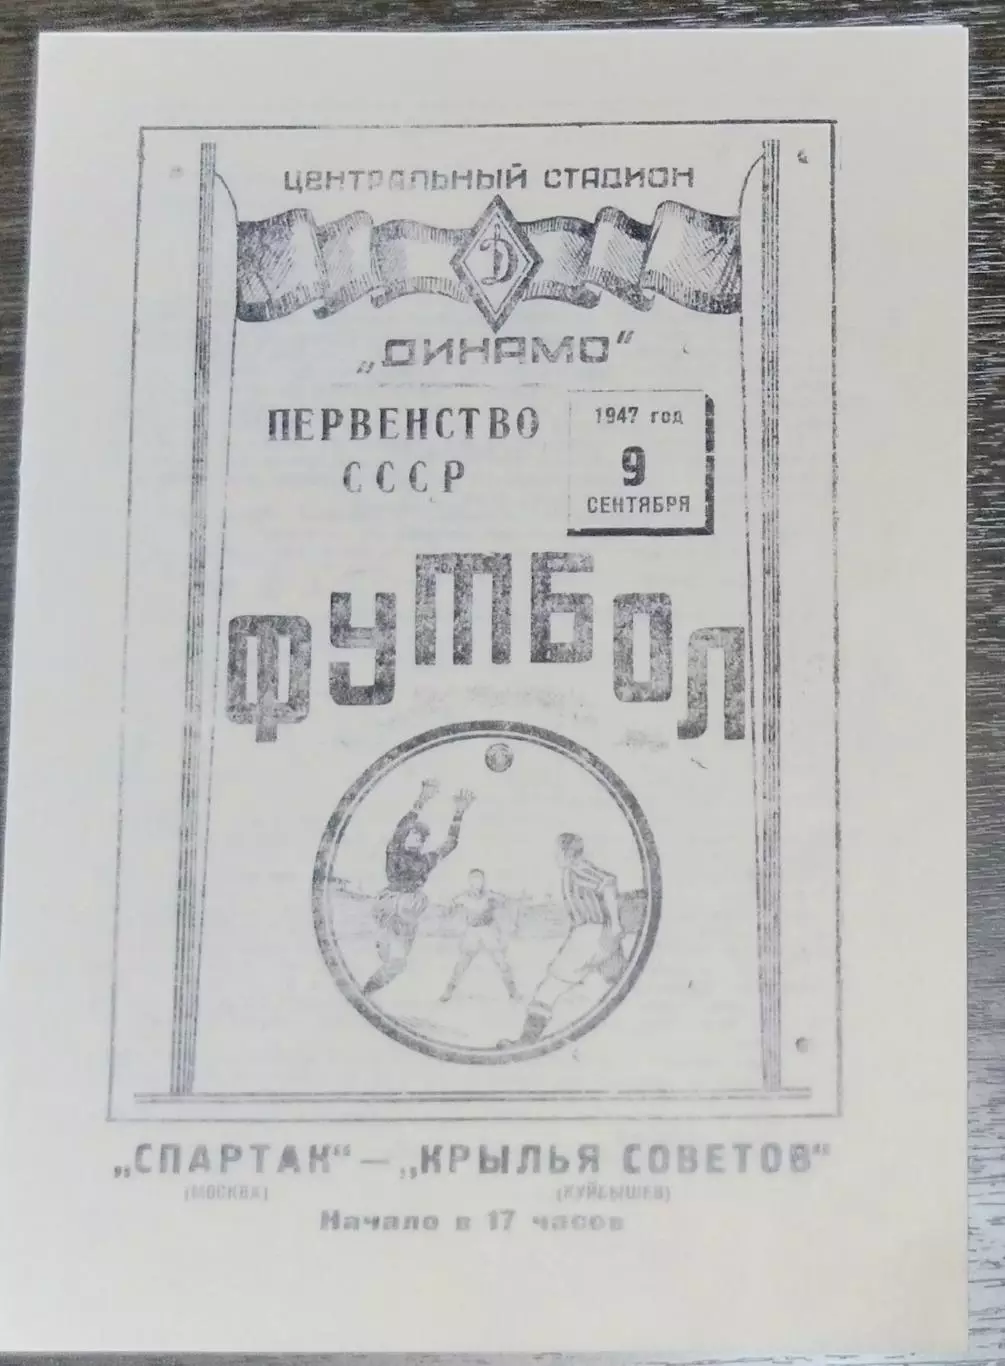 ЦЕНТРАЛЬНЫЙ СТАДИОН
Д
„ДИНАМО"
ПЕРВЕНСТВО
СССР
1947 год
9
СЕНТЯБРЯ
ФУТБОЛ
„СПАРТАК" — „КРЫЛЬЯ СОВЕТОВ"
(МОСКВА) (КУЙБЫШЕВ)
Начало в 17 часов